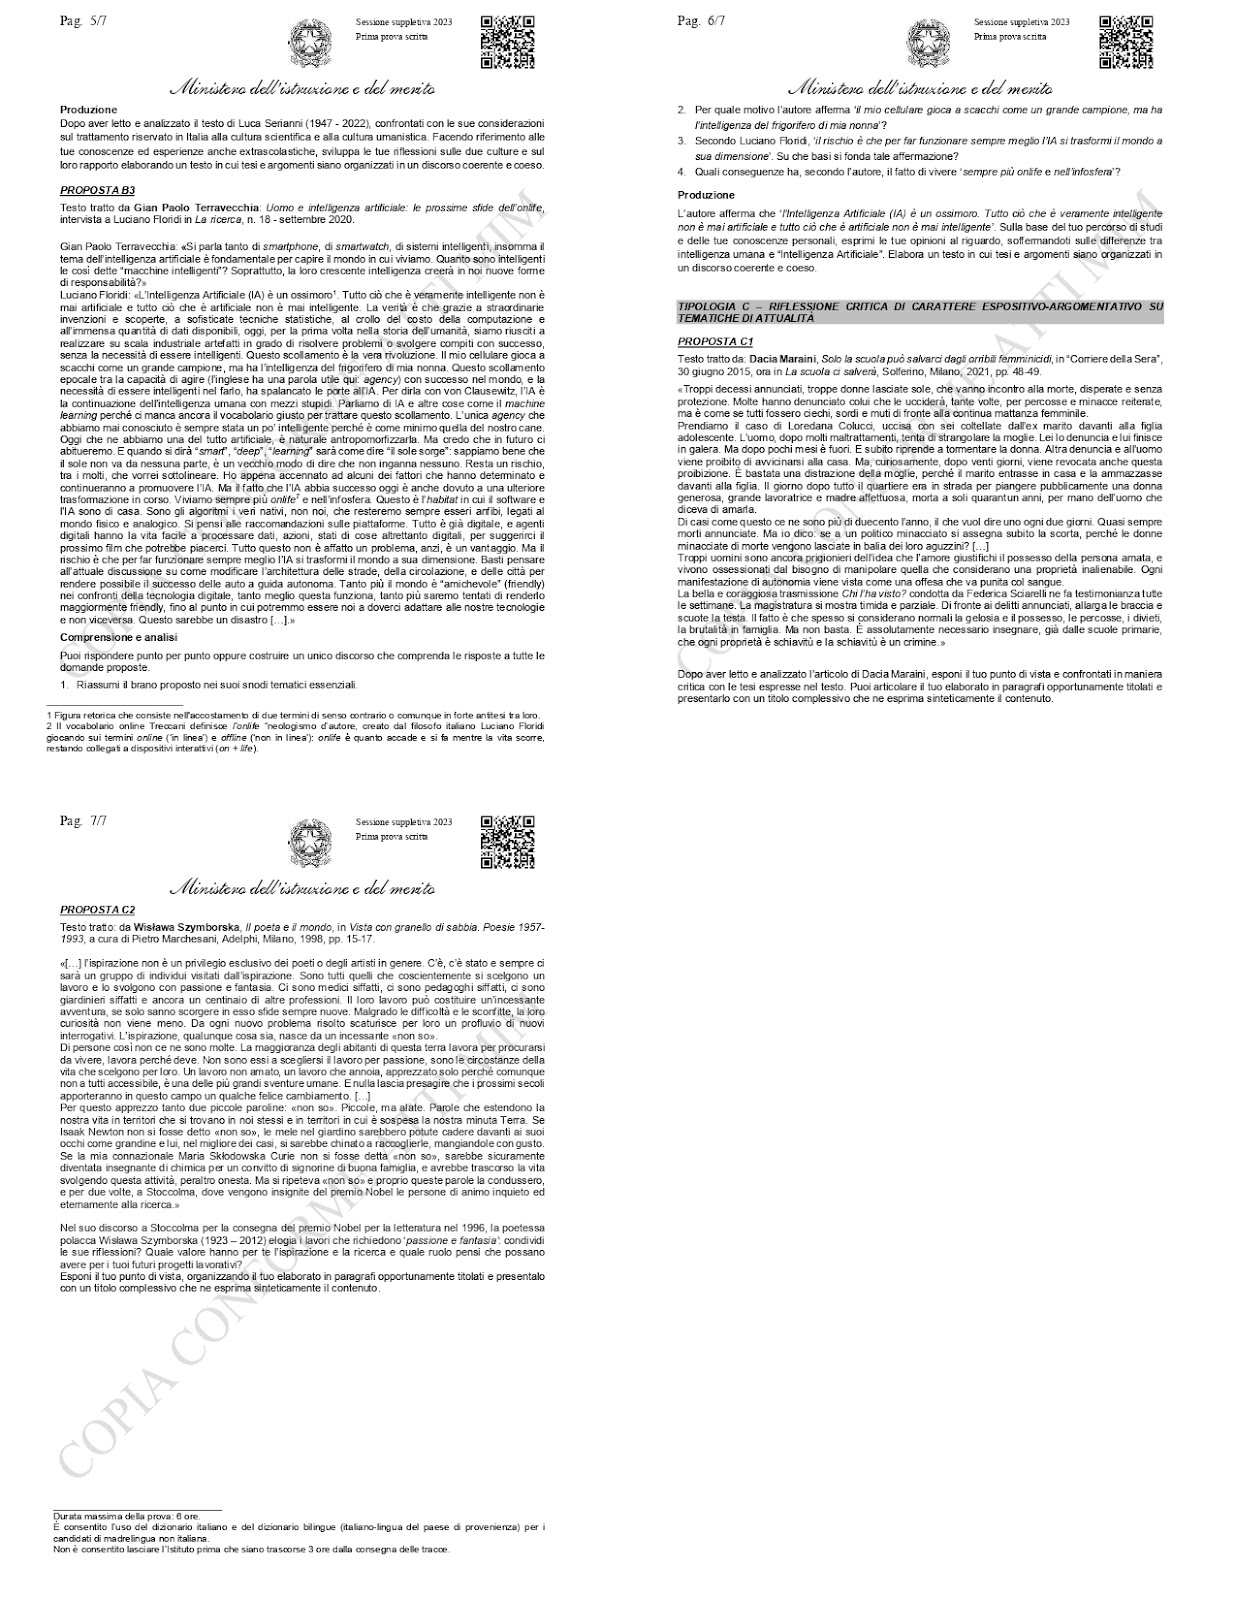 Pag. 5/7
Sessione suppletiva 2023
Prima prova scritta
Ministero dell'istruzione e del merito
Produzione
Dopo aver letto e analizzato il testo di Luca Serianni (1947 - 2022), confrontati con le sue considerazioni
sul trattamento riservato in Italia alla cultura scientifica e alla cultura umanistica. Facendo riferimento alle
tue conoscenze ed esperienze anche extrascolastiche, sviluppa le tue riflessioni sulle due culture e sul
loro rapporto elaborando un testo in cui tesi e argomenti siano organizzati in un discorso coerente e coeso.
PROPOSTA B3
Testo tratto da Gian Paolo Terravecchia: Uomo e intelligenza artificiale: le prossime sfide dell'onlife,
intervista a Luciano Floridi in La ricerca, n. 18 - settembre 2020.
Gian Paolo Terravecchia: «Si parla tanto di smartphone, di smartwatch, di sistemi intelligenti, insomma il
tema dell'intelligenza artificiale è fondamentale per capire il mondo in cui viviamo. Quanto sono intelligenti
le così dette "macchine intelligenti"? Soprattutto, la loro crescente intelligenza creerà in noi nuove forme
di responsabilità?»
Luciano Floridi: «L'Intelligenza Artificiale (IA) è un ossimoro1. Tutto ciò che è veramente intelligente non è
mai artificiale e tutto ciò che è artificiale non è mai intelligente. La verità è che grazie a straordinarie
invenzioni e scoperte, a sofisticate tecniche statistiche, al crollo del costo della computazione e
all'immensa quantità di dati disponibili, oggi, per la prima volta nella storia dell'umanità, siamo riusciti a
realizzare su scala industriale artefatti in grado di risolvere problemi o svolgere compiti con successo,
senza la necessità di essere intelligenti. Questo scollamento è la vera rivoluzione. Il mio cellulare gioca a
scacchi come un grande campione, ma ha l'intelligenza del frigorifero di mia nonna. Questo scollamento
epocale tra la capacità di agire (l'inglese ha una parola utile qui: agency) con successo nel mondo, e la
necessità di essere intelligenti nel farlo, ha spalancato le porte all'IA. Per dirla con von Clausewitz, l'IA è
la continuazione dell'intelligenza umana con mezzi stupidi. Parliamo di IA e altre cose come il machine
learning perché ci manca ancora il vocabolario giusto per trattare questo scollamento. L'unica agency che
abbiamo mai conosciuto è sempre stata un po' intelligente perché è come minimo quella del nostro cane.
Oggi che ne abbiamo una del tutto artificiale, è naturale antropomorfizzarla. Ma credo che in futuro ci
abitueremo. E quando si dirà "smart", "deep", "learning" sarà come dire "il sole sorge": sappiamo bene che
il sole non va da nessuna parte, è un vecchio modo di dire che non inganna nessuno. Resta un rischio,
tra i molti, che vorrei sottolineare. Ho appena accennato ad alcuni dei fattori che hanno determinato e
continueranno a promuovere l'IA. Ma il fatto che l'IA abbia successo oggi è anche dovuto a una ulteriore
trasformazione in corso. Viviamo sempre più onlife2 e nell'infosfera. Questo è l'habitat in cui il software e
l'IA sono di casa. Sono gli algoritmi i veri nativi, non noi, che resteremo sempre esseri anfibi, legati al
mondo fisico e analogico. Si pensi alle raccomandazioni sulle piattaforme. Tutto è già digitale, e agenti
digitali hanno la vita facile a processare dati, azioni, stati di cose altrettanto digitali, per suggerirci il
prossimo film che potrebbe piacerci. Tutto questo non è affatto un problema, anzi, è un vantaggio. Ma il
rischio è che per far funzionare sempre meglio l'IA si trasformi il mondo a sua dimensione. Basti pensare
all'attuale discussione su come modificare l'architettura delle strade, della circolazione, e delle città per
rendere possibile il successo delle auto a guida autonoma. Tanto più il mondo è "amichevole" (friendly)
nei confronti della tecnologia digitale, tanto meglio questa funziona, tanto più saremo tentati di renderlo
maggiormente friendly, fino al punto in cui potremmo essere noi a doverci adattare alle nostre tecnologie
e non viceversa. Questo sarebbe un disastro […].»
Comprensione e analisi
Puoi rispondere punto per punto oppure costruire un unico discorso che comprenda le risposte a tutte le
domande proposte.
1. Riassumi il brano proposto nei suoi snodi tematici essenziali.
1 Figura retorica che consiste nell'accostamento di due termini di senso contrario o comunque in forte antitesi tra loro.
2 Il vocabolario online Treccani definisce l'onlife "neologismo d'autore, creato dal filosofo italiano Luciano Floridi
giocando sui termini online ('in linea') e offline ('non in linea'): onlife è quanto accade e si fa mentre la vita scorre,
restando collegati a dispositivi interattivi (on + life).
COPIA CONFORME ATTI MIM
Pag. 6/7
Sessione suppletiva 2023
Prima prova scritta
Ministero dell'istruzione e del merito
2. Per quale motivo l'autore afferma 'il mio cellulare gioca a scacchi come un grande campione, ma ha
l'intelligenza del frigorifero di mia nonna'?
3. Secondo Luciano Floridi, 'il rischio è che per far funzionare sempre meglio l'IA si trasformi il mondo a
sua dimensione'. Su che basi si fonda tale affermazione?
4. Quali conseguenze ha, secondo l'autore, il fatto di vivere 'sempre più onlife e nell'infosfera'?
Produzione
L'autore afferma che 'l'Intelligenza Artificiale (IA) è un ossimoro. Tutto ciò che è veramente intelligente
non è mai artificiale e tutto ciò che è artificiale non è mai intelligente'. Sulla base del tuo percorso di studi
e delle tue conoscenze personali, esprimi le tue opinioni al riguardo, soffermandoti sulle differenze tra
intelligenza umana e "Intelligenza Artificiale". Elabora un testo in cui tesi e argomenti siano organizzati in
un discorso coerente e coeso.
TIPOLOGIA C – RIFLESSIONE CRITICA DI CARATTERE ESPOSITIVO-ARGOMENTATIVO SU
TEMATICHE DI ATTUALITÀ
PROPOSTA C1
Testo tratto da: Dacia Maraini, Solo la scuola può salvarci dagli orribili femminicidi, in "Corriere della Sera",
30 giugno 2015, ora in La scuola ci salverà, Solferino, Milano, 2021, pp. 48-49.
«Troppi decessi annunciati, troppe donne lasciate sole, che vanno incontro alla morte, disperate e senza
protezione. Molte hanno denunciato colui che le ucciderà, tante volte, per percosse e minacce reiterate,
ma è come se tutti fossero ciechi, sordi e muti di fronte alla continua mattanza femminile.
Prendiamo il caso di Loredana Colucci, uccisa con sei coltellate dall'ex marito davanti alla figlia
adolescente. L'uomo, dopo molti maltrattamenti, tenta di strangolare la moglie. Lei lo denuncia e lui finisce
in galera. Ma dopo pochi mesi è fuori. E subito riprende a tormentare la donna. Altra denuncia e all'uomo
viene proibito di avvicinarsi alla casa. Ma, curiosamente, dopo venti giorni, viene revocata anche questa
proibizione. È bastata una distrazione della moglie, perché il marito entrasse in casa e la ammazzasse
davanti alla figlia. Il giorno dopo tutto il quartiere era in strada per piangere pubblicamente una donna
generosa, grande lavoratrice e madre affettuosa, morta a soli quarantun anni, per mano dell'uomo che
diceva di amarla.
Di casi come questo ce ne sono più di duecento l'anno, il che vuol dire uno ogni due giorni. Quasi sempre
morti annunciate. Ma io dico: se a un politico minacciato si assegna subito la scorta, perché le donne
minacciate di morte vengono lasciate in balia dei loro aguzzini? […]
Troppi uomini sono ancora prigionieri dell'idea che l'amore giustifichi il possesso della persona amata, e
vivono ossessionati dal bisogno di manipolare quella che considerano una proprietà inalienabile. Ogni
manifestazione di autonomia viene vista come una offesa che va punita col sangue.
La bella e coraggiosa trasmissione Chi l'ha visto? condotta da Federica Sciarelli ne fa testimonianza tutte
le settimane. La magistratura si mostra timida e parziale. Di fronte ai delitti annunciati, allarga le braccia e
scuote la testa. Il fatto è che spesso si considerano normali la gelosia e il possesso, le percosse, i divieti,
la brutalità in famiglia. Ma non basta. È assolutamente necessario insegnare, già dalle scuole primarie,
che ogni proprietà è schiavitù e la schiavitù è un crimine.»
Dopo aver letto e analizzato l'articolo di Dacia Maraini, esponi il tuo punto di vista e confrontati in maniera
critica con le tesi espresse nel testo. Puoi articolare il tuo elaborato in paragrafi opportunamente titolati e
presentarlo con un titolo complessivo che ne esprima sinteticamente il contenuto.
COPIA CONFORME ATTI MIM
Pag. 7/7
Sessione suppletiva 2023
Prima prova scritta
Ministero dell'istruzione e del merito
PROPOSTA C2
Testo tratto: da Wisława Szymborska, Il poeta e il mondo, in Vista con granello di sabbia. Poesie 1957-
1993, a cura di Pietro Marchesani, Adelphi, Milano, 1998, pp. 15-17.
«[…] l'ispirazione non è un privilegio esclusivo dei poeti o degli artisti in genere. C'è, c'è stato e sempre ci
sarà un gruppo di individui visitati dall'ispirazione. Sono tutti quelli che coscientemente si scelgono un
lavoro e lo svolgono con passione e fantasia. Ci sono medici siffatti, ci sono pedagoghi siffatti, ci sono
giardinieri siffatti e ancora un centinaio di altre professioni. Il loro lavoro può costituire un'incessante
avventura, se solo sanno scorgere in esso sfide sempre nuove. Malgrado le difficoltà e le sconfitte, la loro
curiosità non viene meno. Da ogni nuovo problema risolto scaturisce per loro un profluvio di nuovi
interrogativi. L'ispirazione, qualunque cosa sia, nasce da un incessante «non so».
Di persone così non ce ne sono molte. La maggioranza degli abitanti di questa terra lavora per procurarsi
da vivere, lavora perché deve. Non sono essi a scegliersi il lavoro per passione, sono le circostanze della
vita che scelgono per loro. Un lavoro non amato, un lavoro che annoia, apprezzato solo perché comunque
non a tutti accessibile, è una delle più grandi sventure umane. E nulla lascia presagire che i prossimi secoli
apporteranno in questo campo un qualche felice cambiamento. […]
Per questo apprezzo tanto due piccole paroline: «non so». Piccole, ma alate. Parole che estendono la
nostra vita in territori che si trovano in noi stessi e in territori in cui è sospesa la nostra minuta Terra. Se
Isaak Newton non si fosse detto «non so», le mele nel giardino sarebbero potute cadere davanti ai suoi
occhi come grandine e lui, nel migliore dei casi, si sarebbe chinato a raccoglierle, mangiandole con gusto.
Se la mia connazionale Maria Skłodowska Curie non si fosse detta «non so», sarebbe sicuramente
diventata insegnante di chimica per un convitto di signorine di buona famiglia, e avrebbe trascorso la vita
svolgendo questa attività, peraltro onesta. Ma si ripeteva «non so» e proprio queste parole la condussero,
e per due volte, a Stoccolma, dove vengono insignite del premio Nobel le persone di animo inquieto ed
eternamente alla ricerca.»
Nel suo discorso a Stoccolma per la consegna del premio Nobel per la letteratura nel 1996, la poetessa
polacca Wisława Szymborska (1923 – 2012) elogia i lavori che richiedono 'passione e fantasia': condividi
le sue riflessioni? Quale valore hanno per te l'ispirazione e la ricerca e quale ruolo pensi che possano
avere per i tuoi futuri progetti lavorativi?
Esponi il tuo punto di vista, organizzando il tuo elaborato in paragrafi opportunamente titolati e presentalo
con un titolo complessivo che ne esprima sinteticamente il contenuto.
COPIA CONFORME ATTI MIM
Durata massima della prova: 6 ore.
È consentito l'uso del dizionario italiano e del dizionario bilingue (italiano-lingua del paese di provenienza) per i
candidati di madrelingua non italiana.
Non è consentito lasciare l'Istituto prima che siano trascorse 3 ore dalla consegna delle tracce.